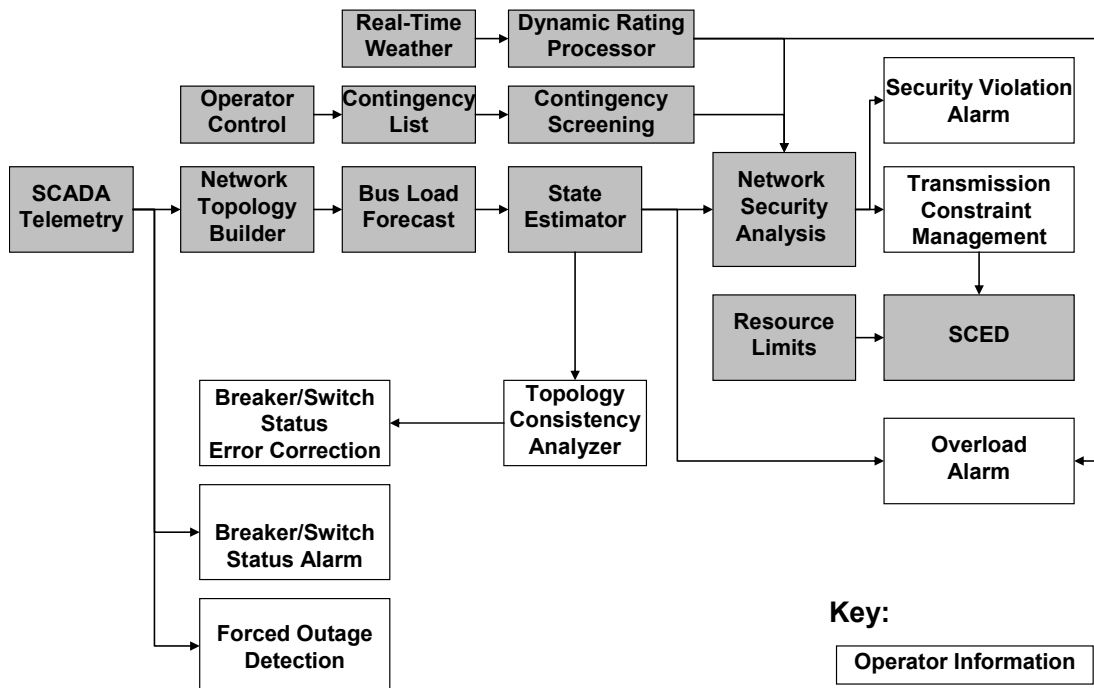 Real-Time
Weather
Dynamic Rating
Processor
Operator
Control
Contingency
List
Contingency
Screening
Security Violation
Alarm
SCADA
Telemetry
Network
Topology
Builder
Bus Load
Forecast
State
Estimator
Network
Security
Analysis
Transmission
Constraint
Management
Resource
Limits
SCED
Breaker/Switch
Status
Error Correction
Topology
Consistency
Analyzer
Overload
Alarm
Breaker/Switch
Status Alarm
Forced Outage
Detection
Key:
Operator Information